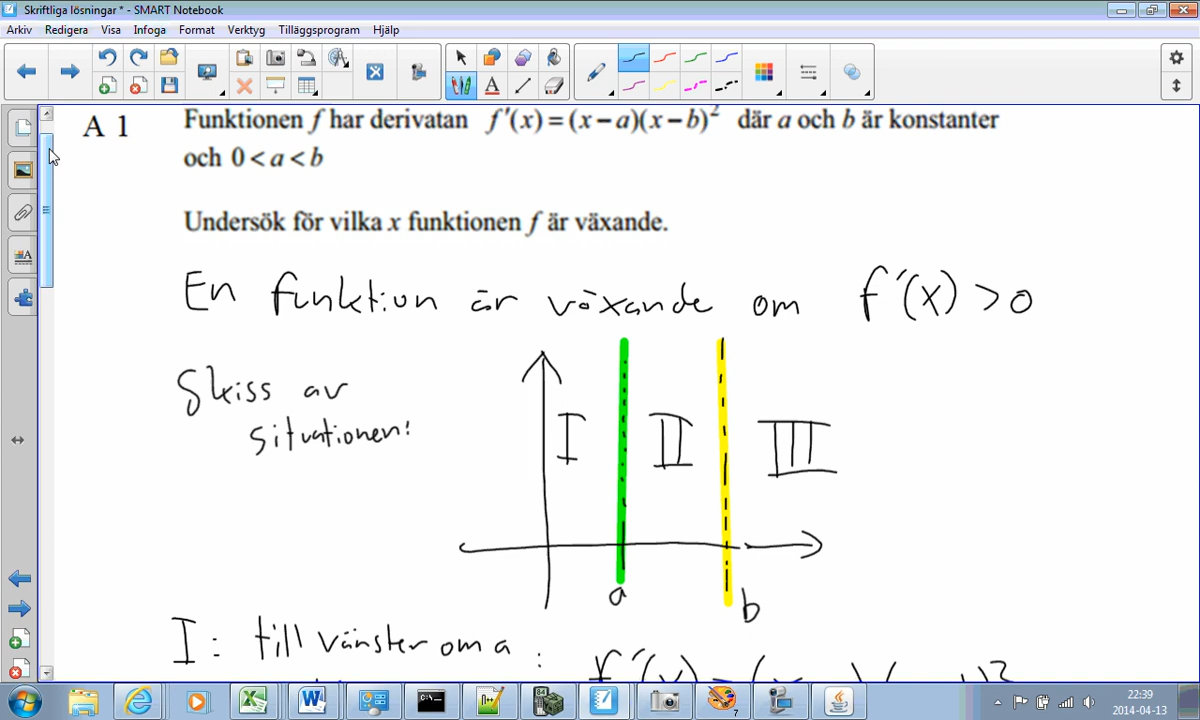 Skriftliga lösningar * - SMART Notebook
Arkiv Redigera Visa Infoga Format Verktyg Tilläggsprogram Hjälp
A 1
Funktionen f har derivatan f'(x)=(x−a)(x−b)² där a och b är konstanter
och 0<a<b
Undersök för vilka x funktionen f är växande.
En funktion är växande om f'(x) >0
Skiss av
situationen:
I II III
a
b
I: till vänster om a :
22:39
2014-04-13